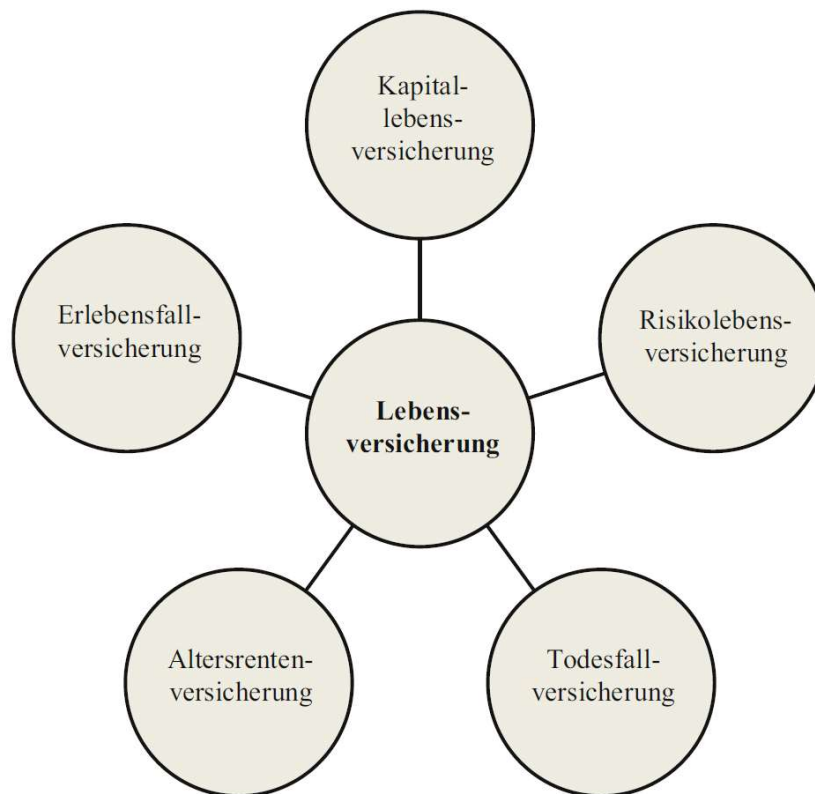 Kapital-
lebens-
versicherung
Erlebensfall-
versicherung
Risikolebens-
versicherung
Lebens-
versicherung
Altersrenten-
versicherung
Todesfall-
versicherung